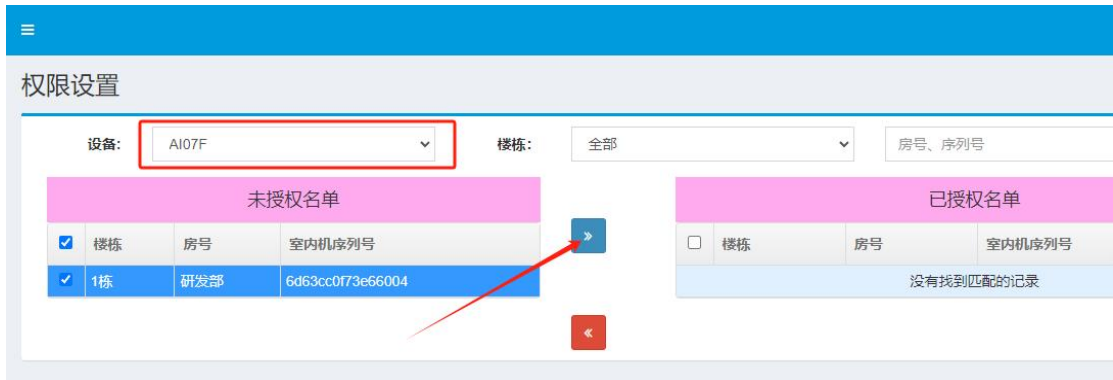 权限设置
设备： AI07F 楼栋： 全部 房号、序列号
未授权名单 已授权名单
楼栋 房号 室内机序列号 楼栋 房号 室内机序列号
1栋 研发部 6d63cc0f73e66004 没有找到匹配的记录